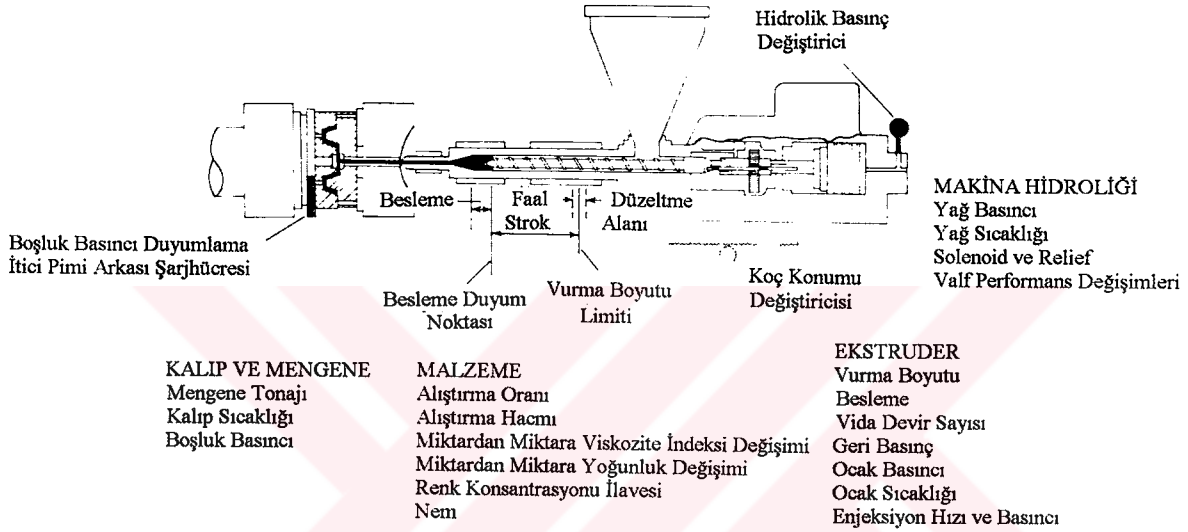 Hidrolik Basınç
Değiştirici
Besleme
Faal
Strok
Düzeltme
Alanı
MAKİNA HİDROLİĞİ
Yağ Basıncı
Yağ Sıcaklığı
Solenoid ve Relief
Valf Performans Değişimleri
Boşluk Basıncı Duyumlama
İtici Pimi Arkası Şarjhücresi
Besleme Duyum
Noktası
Vurma Boyutu
Limiti
Koç Konumu
Değiştiricisi
KALIP VE MENGENE
Mengene Tonajı
Kalıp Sıcaklığı
Boşluk Basıncı
MALZEME
Alıştırma Oranı
Alıştırma Hacmı
Miktardan Miktara Viskozite İndeksi Değişimi
Miktardan Miktara Yoğunluk Değişimi
Renk Konsantrasyonu İlavesi
Nem
EKSTRUDER
Vurma Boyutu
Besleme
Vida Devir Sayısı
Geri Basınç
Ocak Basıncı
Ocak Sıcaklığı
Enjeksiyon Hızı ve Basıncı